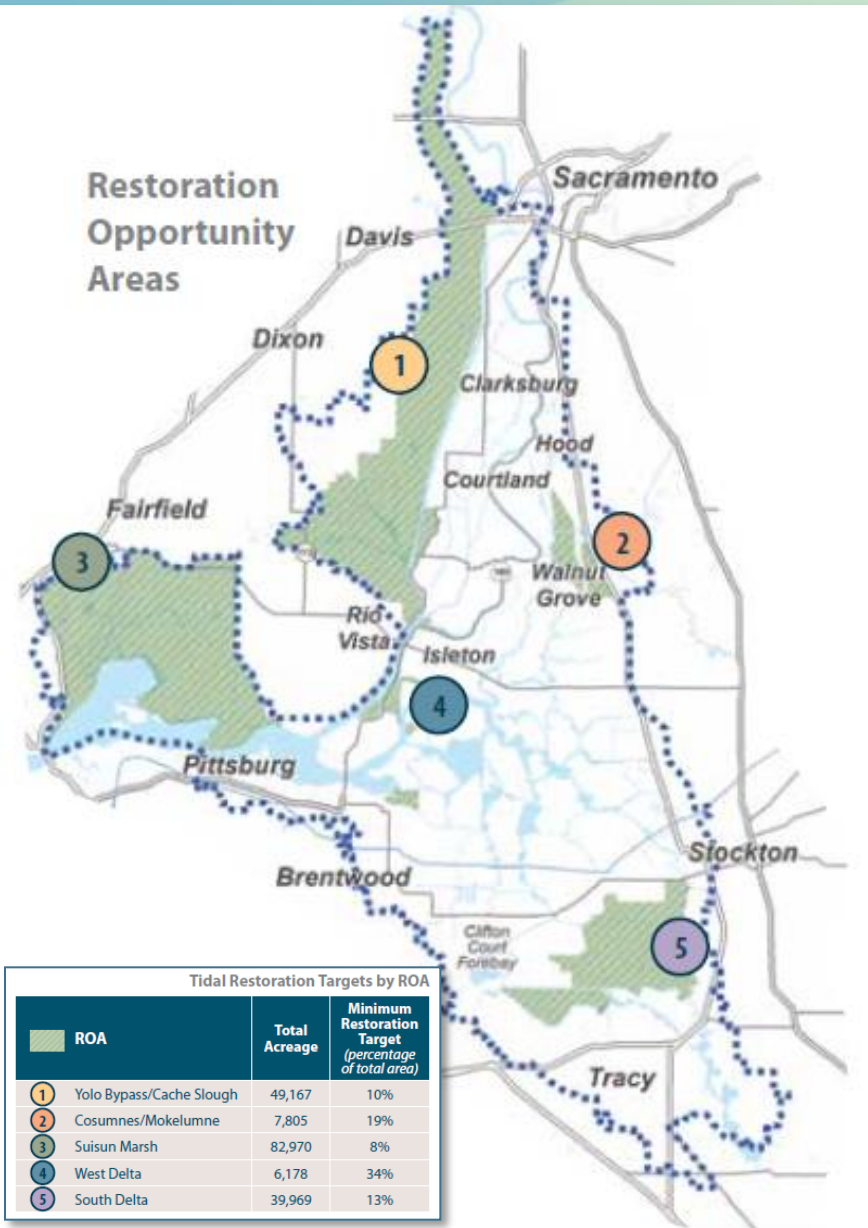 Restoration
Opportunity
Areas
Sacramento
Davis
Dixon
1
Clarksburg
Hood
Courtland
Fairfield
3
2
Walnut
Grove
Rio
Vista
Isleton
4
Pittsburg
Stockton
Brentwood
Clifton
Court
Forebay
5
Tracy
Tidal Restoration Targets by ROA
ROA Total Acreage Minimum Restoration Target (percentage of total area)
1 Yolo Bypass/Cache Slough 49,167 10%
2 Cosumnes/Mokelumne 7,805 19%
3 Suisun Marsh 82,970 8%
4 West Delta 6,178 34%
5 South Delta 39,969 13%